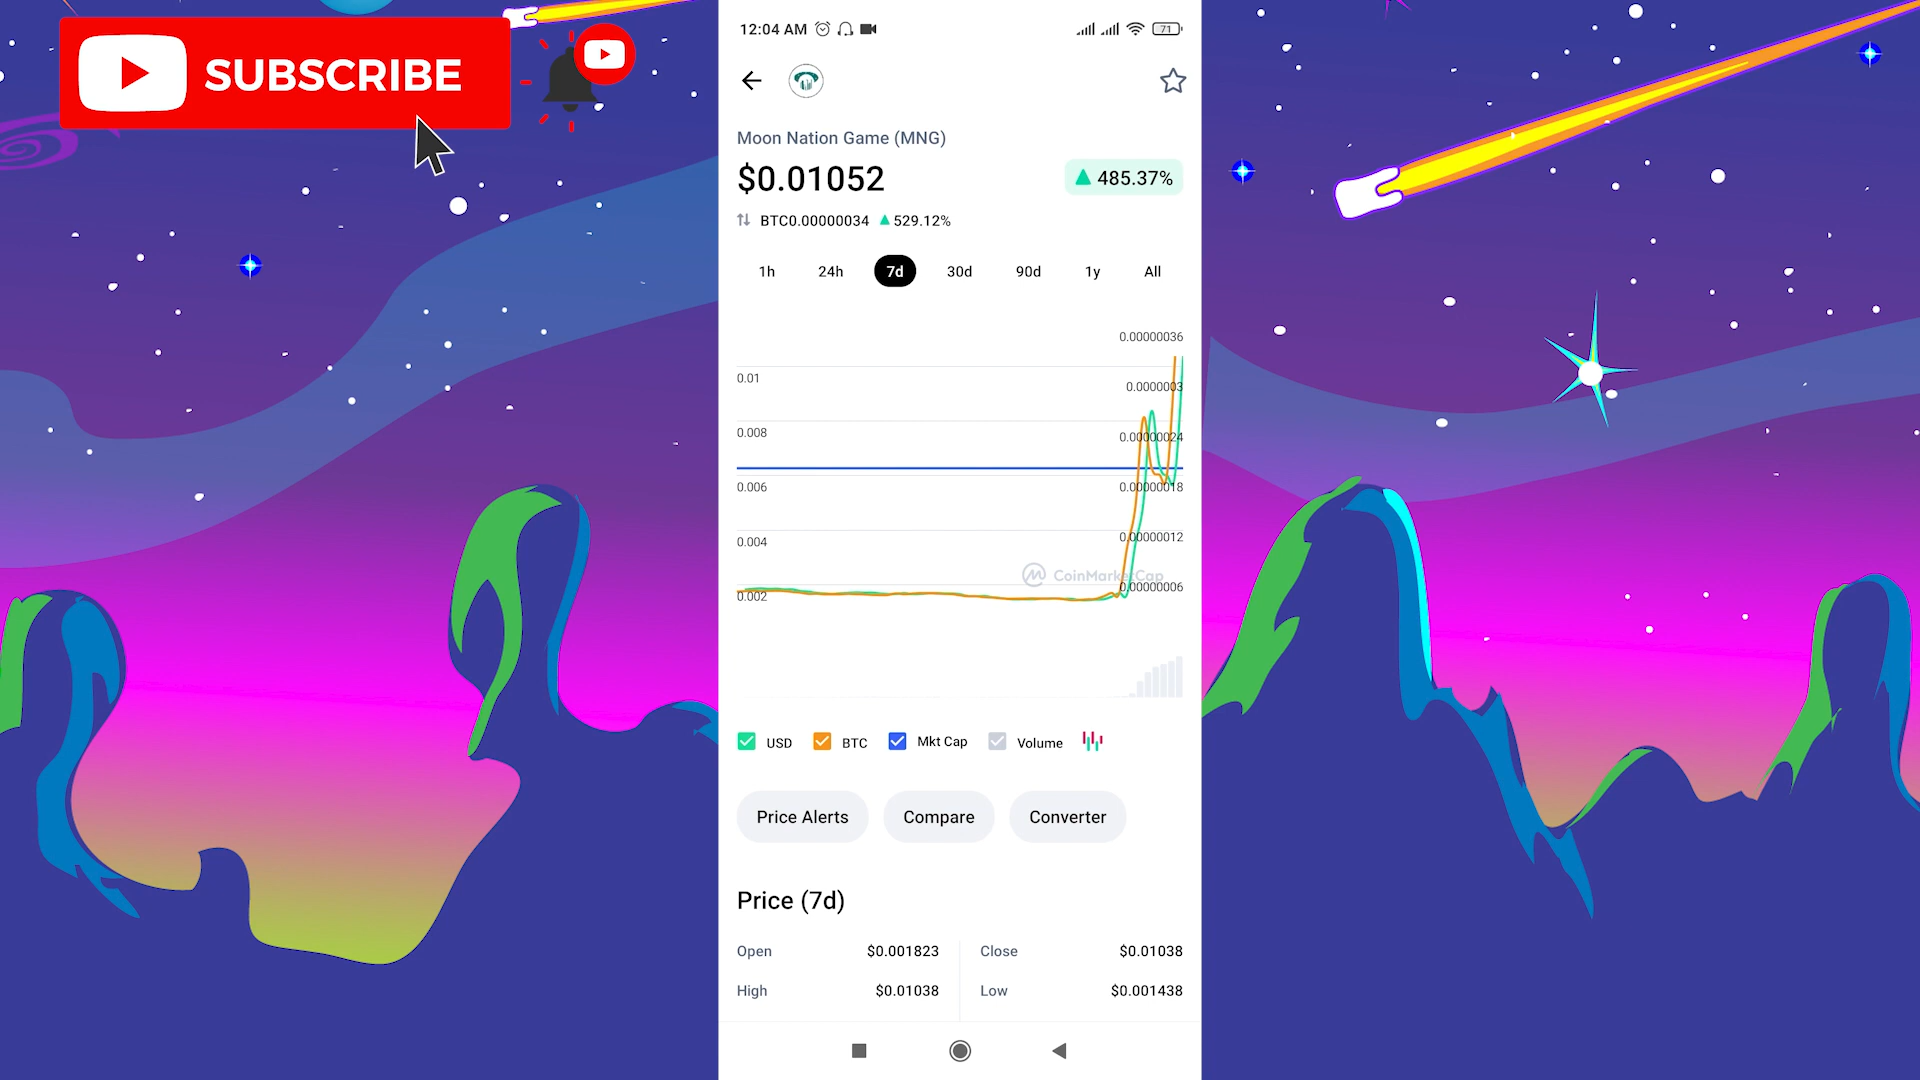 SUBSCRIBE
12:04 AM
71
Moon Nation Game (MNG)
$0.01052
485.37%
BTC0.00000034 529.12%
1h 24h 7d 30d 90d 1y All
0.00000036
0.01
0.0000003
0.008
0.00000024
0.006
0.00000018
0.004
0.00000012
CoinMarketCap
0.00000006
0.002
USD BTC Mkt Cap Volume
Price Alerts Compare Converter
Price (7d)
Open $0.001823 Close $0.01038
High $0.01038 Low $0.001438